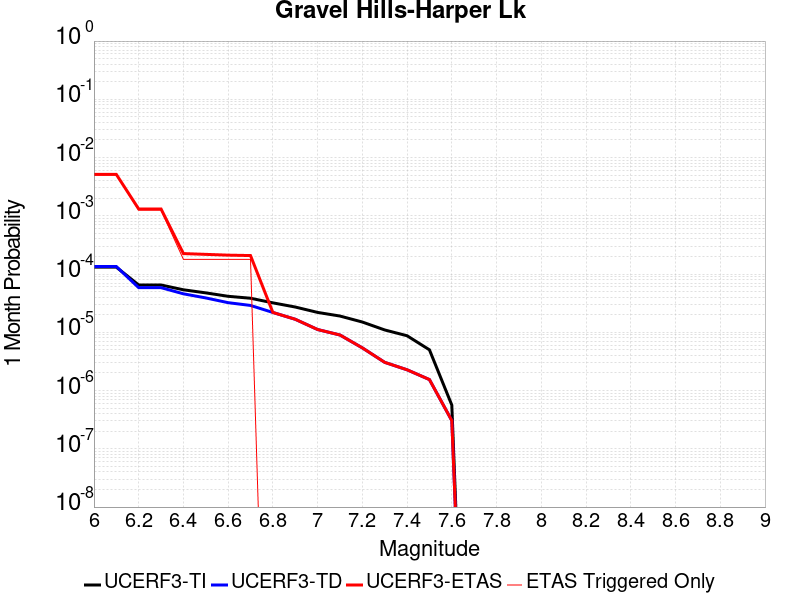 Gravel Hills-Harper Lk
10^0
10^-1
10^-2
10^-3
10^-4
10^-5
10^-6
10^-7
10^-8
1 Month Probability
6 6.2 6.4 6.6 6.8 7 7.2 7.4 7.6 7.8 8 8.2 8.4 8.6 8.8 9
Magnitude
UCERF3-TI UCERF3-TD UCERF3-ETAS ETAS Triggered Only